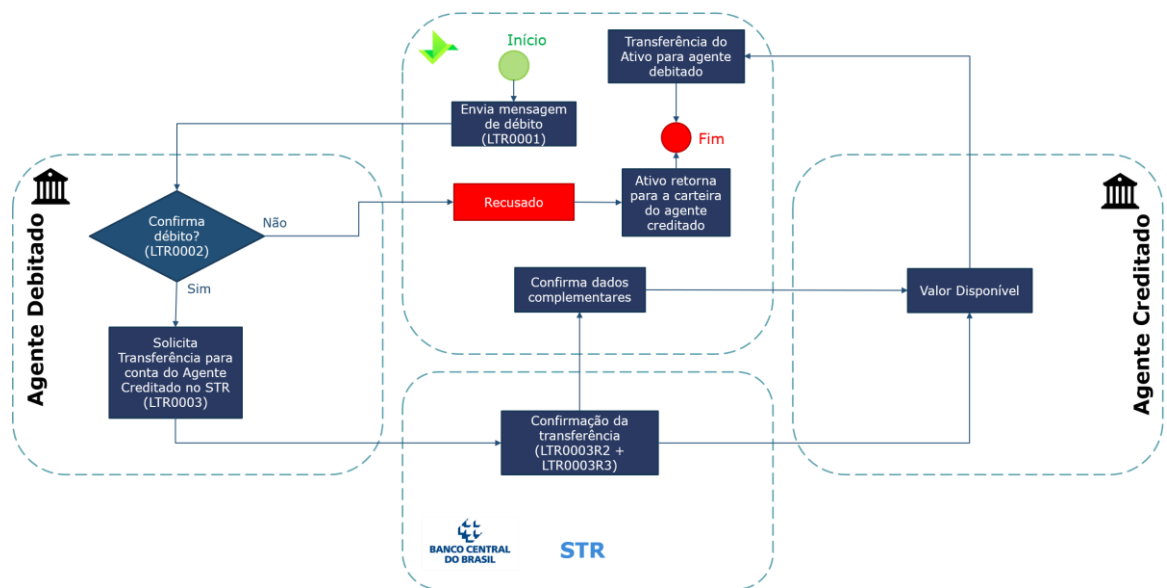 Início
Transferência do
Ativo para agente
debitado
Envia mensagem
de débito
(LTR0001)
Fim
Agente Debitado
Confirma
débito?
(LTR0002)
Não
Recusado
Ativo retorna
para a carteira
do agente
creditado
Agente Creditado
Sim
Confirma dados
complementares
Valor Disponível
Solicita
Transferência para
conta do Agente
Creditado no STR
(LTR0003)
Confirmação da
transferência
(LTR0003R2 +
LTR0003R3)
BANCO CENTRAL
DO BRASIL
STR